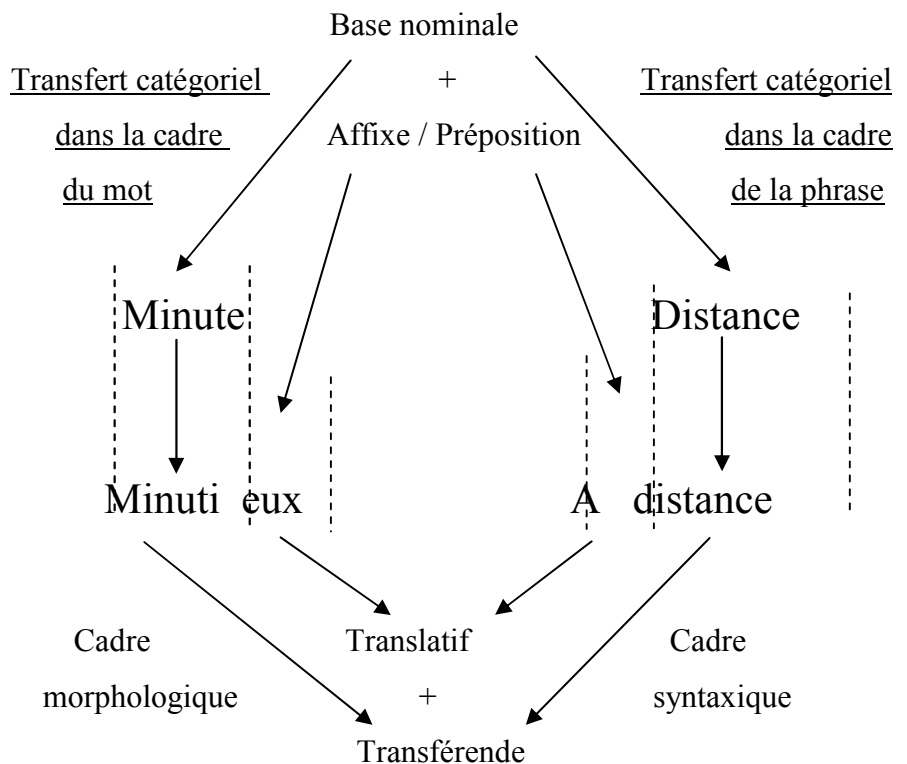 Base nominale
Transfert catégoriel
dans la cadre
du mot
+
Affixe / Préposition
Transfert catégoriel
dans la cadre
de la phrase
Minute
Distance
Minuti eux
A distance
Cadre
morphologique
Translatif
+
Transférende
Cadre
syntaxique